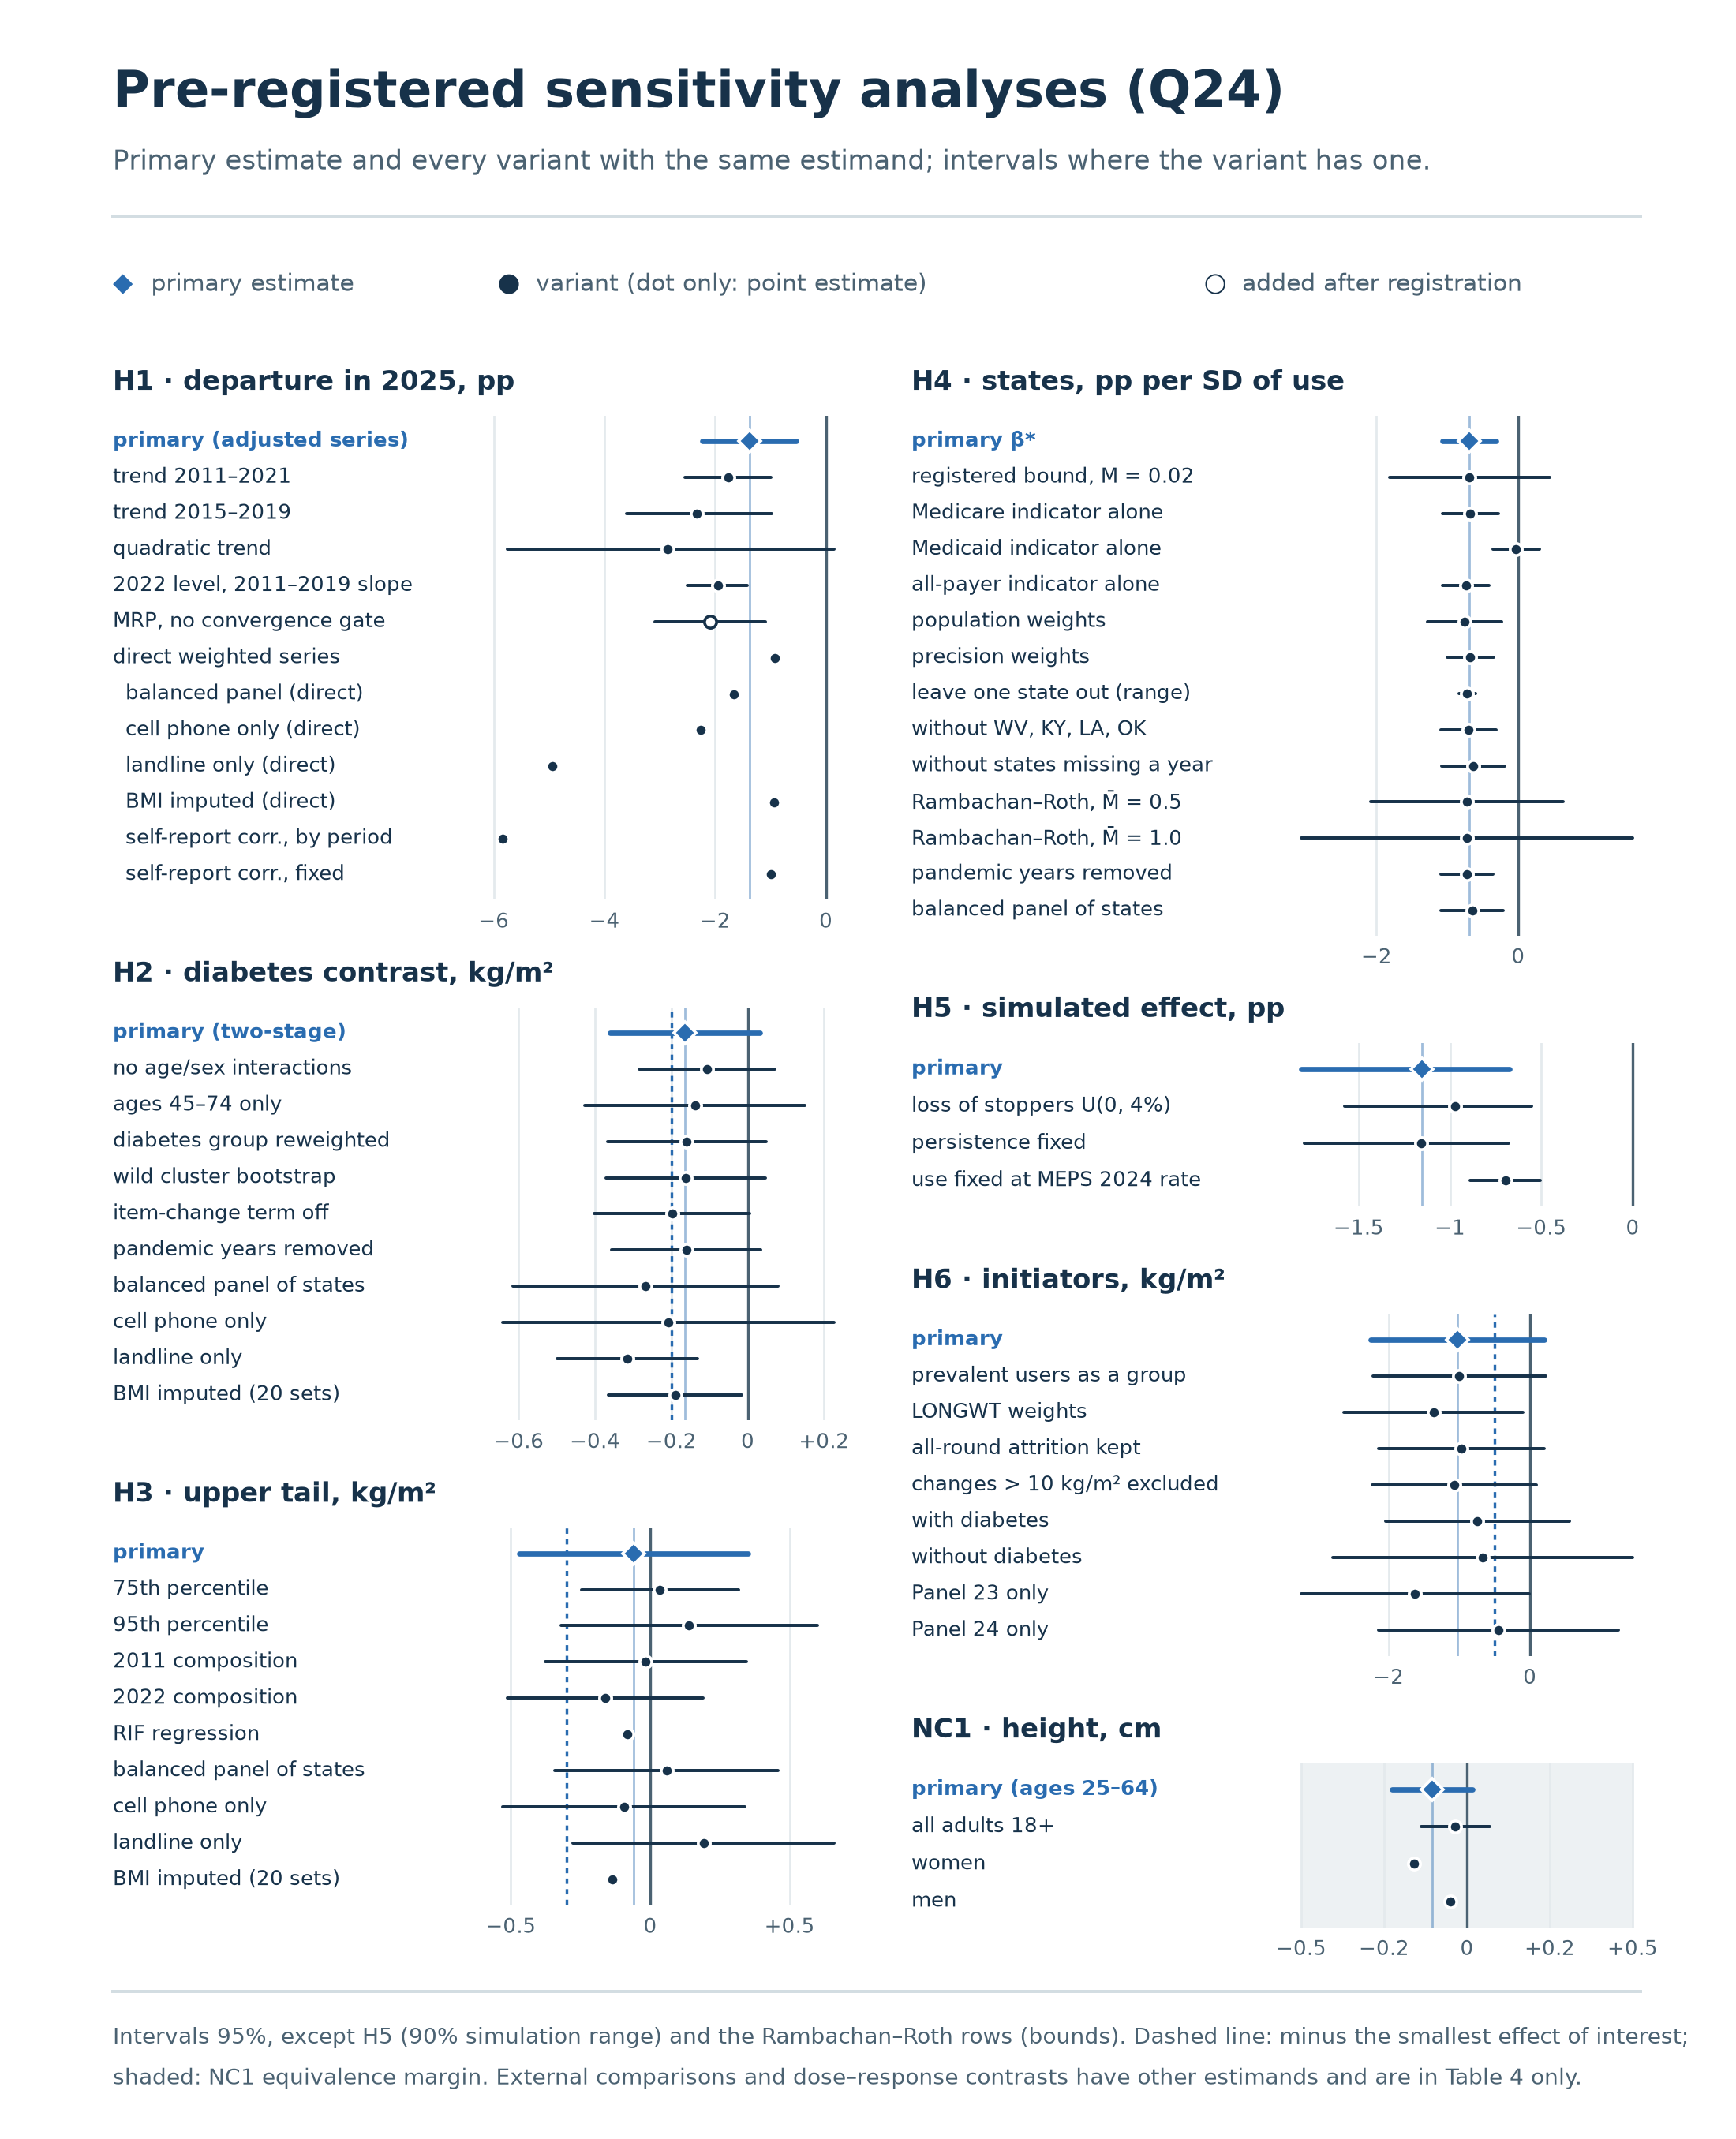 Pre-registered sensitivity analyses (Q24)
Primary estimate and every variant with the same estimand; intervals where the variant has one.
primary estimate
variant (dot only: point estimate)
added after registration
H1 · departure in 2025, pp
primary (adjusted series)
trend 2011–2021
trend 2015–2019
quadratic trend
2022 level, 2011–2019 slope
MRP, no convergence gate
direct weighted series
balanced panel (direct)
cell phone only (direct)
landline only (direct)
BMI imputed (direct)
self-report corr., by period
self-report corr., fixed
−6 −4 −2 0
H2 · diabetes contrast, kg/m²
primary (two-stage)
no age/sex interactions
ages 45–74 only
diabetes group reweighted
wild cluster bootstrap
item-change term off
pandemic years removed
balanced panel of states
cell phone only
landline only
BMI imputed (20 sets)
−0.6 −0.4 −0.2 0 +0.2
H3 · upper tail, kg/m²
primary
75th percentile
95th percentile
2011 composition
2022 composition
RIF regression
balanced panel of states
cell phone only
landline only
BMI imputed (20 sets)
−0.5 0 +0.5
H4 · states, pp per SD of use
primary β*
registered bound, M = 0.02
Medicare indicator alone
Medicaid indicator alone
all-payer indicator alone
population weights
precision weights
leave one state out (range)
without WV, KY, LA, OK
without states missing a year
Rambachan–Roth, M̄ = 0.5
Rambachan–Roth, M̄ = 1.0
pandemic years removed
balanced panel of states
−2 0
H5 · simulated effect, pp
primary
loss of stoppers U(0, 4%)
persistence fixed
use fixed at MEPS 2024 rate
−1.5 −1 −0.5 0
H6 · initiators, kg/m²
primary
prevalent users as a group
LONGWT weights
all-round attrition kept
changes > 10 kg/m² excluded
with diabetes
without diabetes
Panel 23 only
Panel 24 only
−2 0
NC1 · height, cm
primary (ages 25–64)
all adults 18+
women
men
−0.5 −0.2 0 +0.2 +0.5
Intervals 95%, except H5 (90% simulation range) and the Rambachan–Roth rows (bounds). Dashed line: minus the smallest effect of interest;
shaded: NC1 equivalence margin. External comparisons and dose–response contrasts have other estimands and are in Table 4 only.